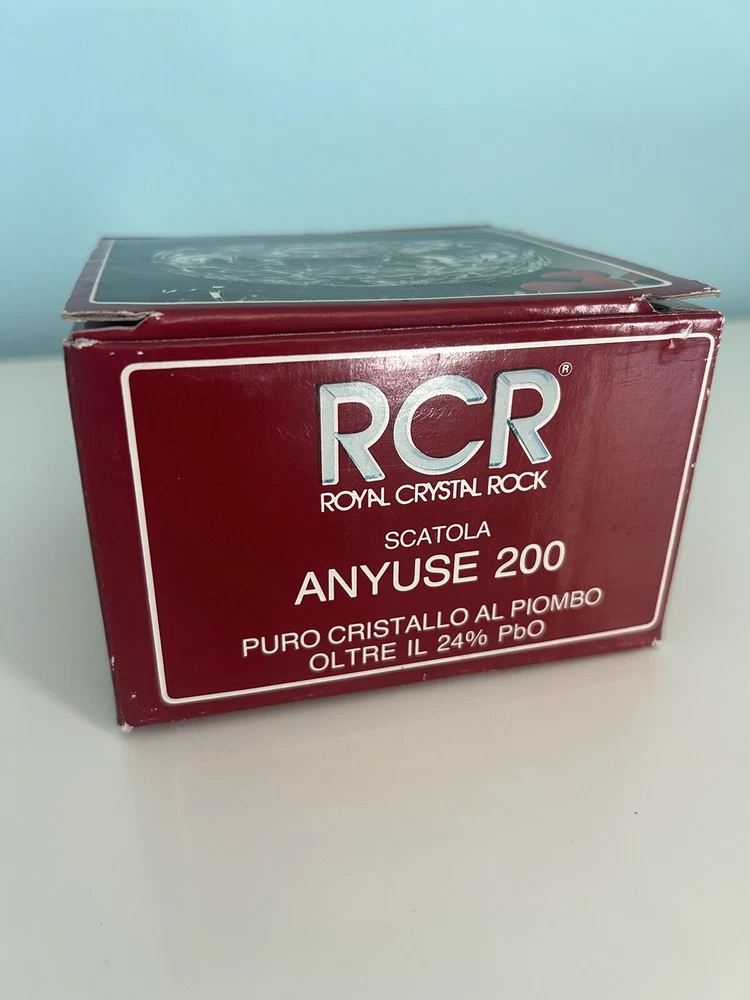 RCR®
ROYAL CRYSTAL ROCK
SCATOLA
ANYUSE 200
PURO CRISTALLO AL PIOMBO
OLTRE IL 24% PbO